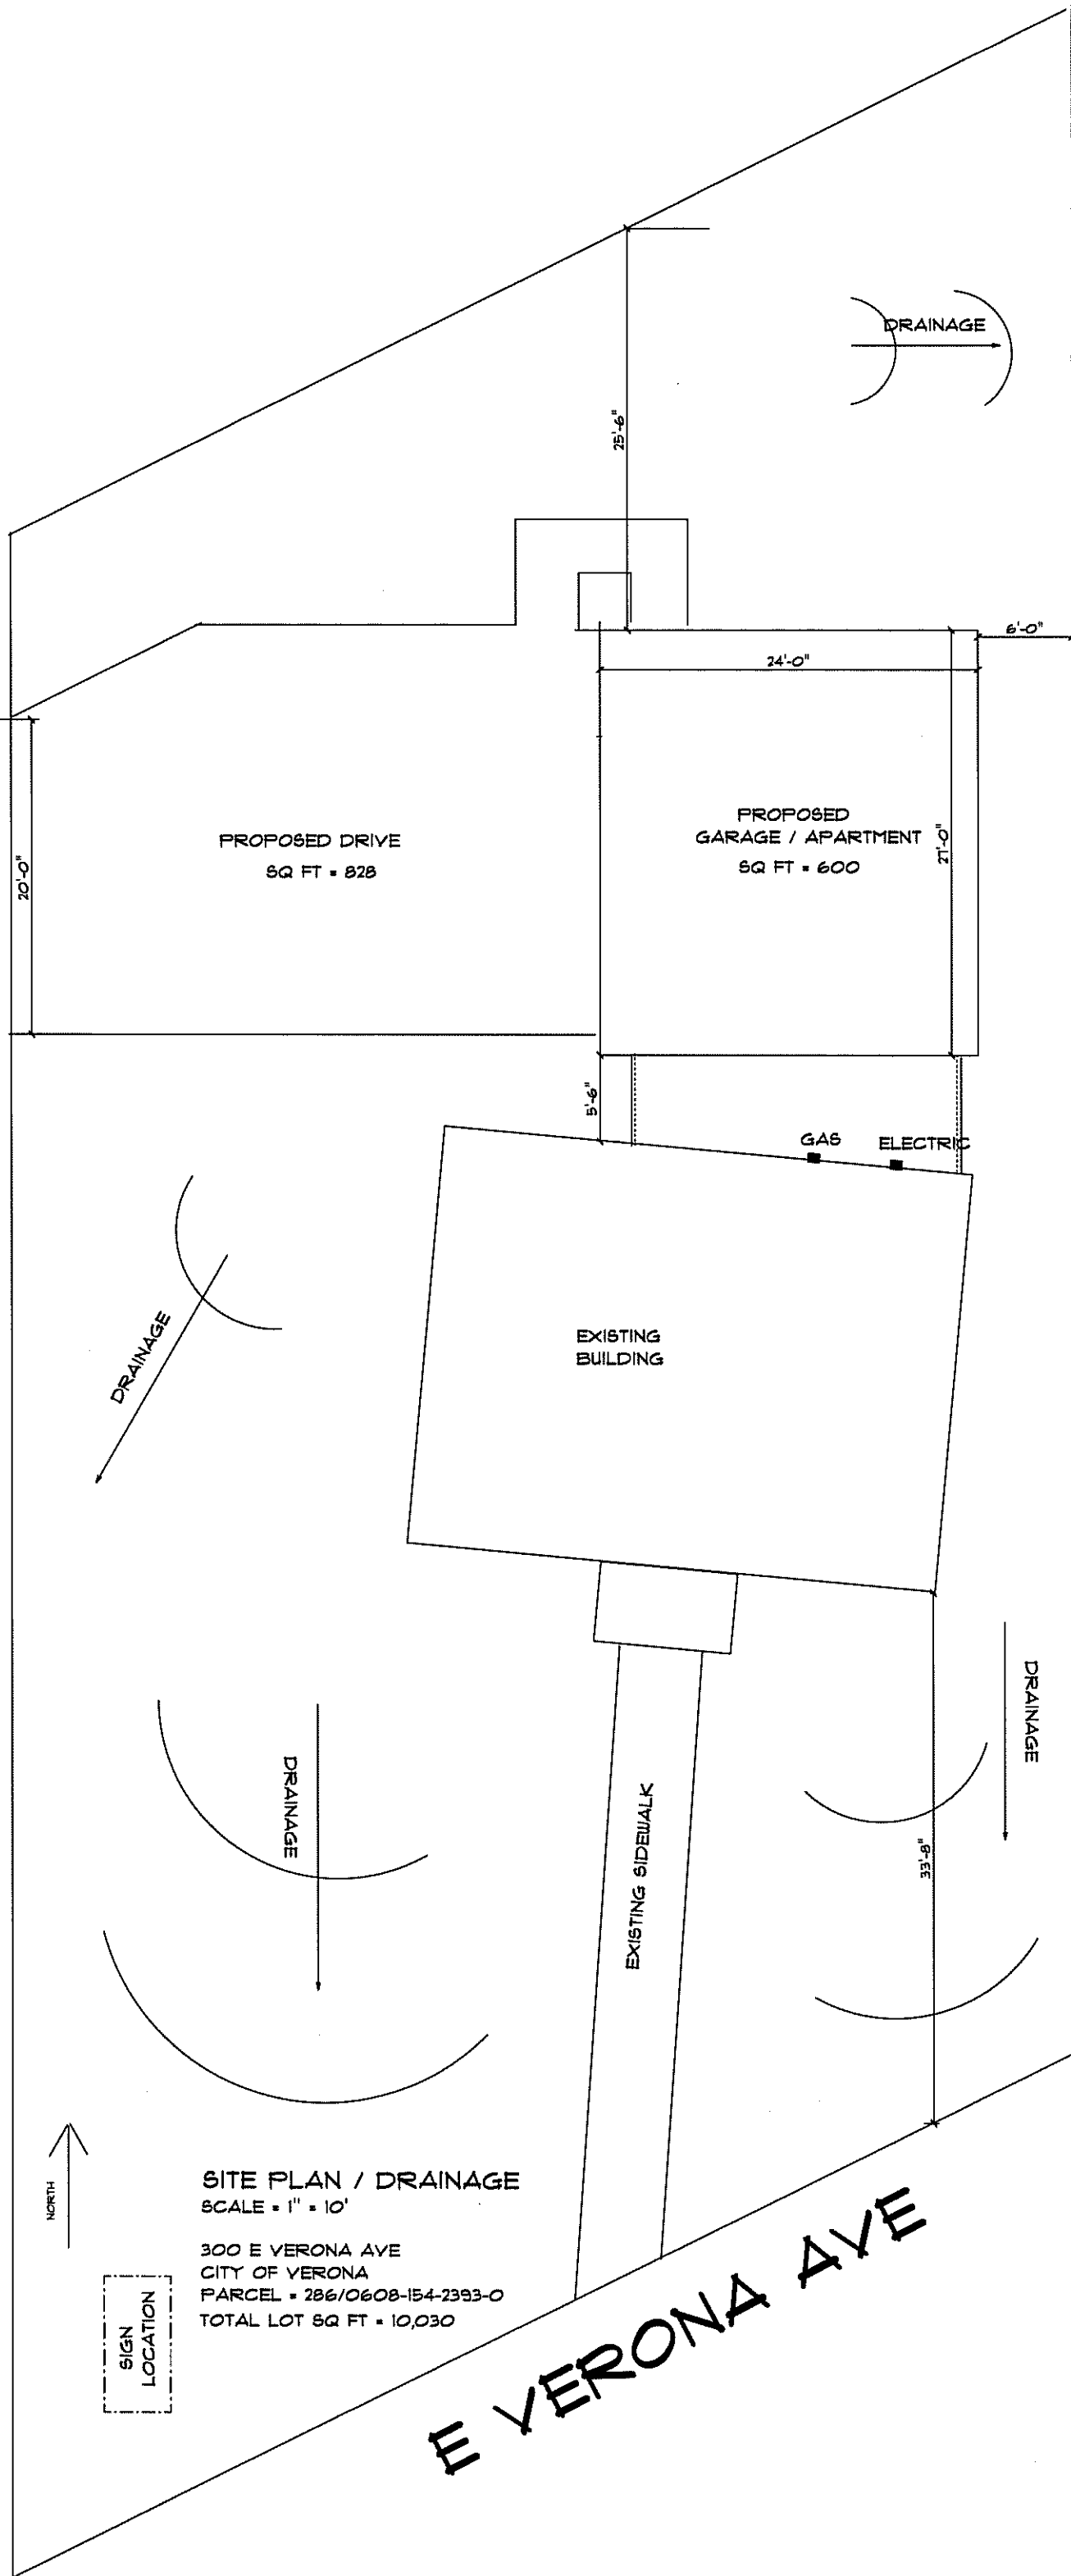 DRAINAGE
25'-6"
6'-0"
24'-0"
PROPOSED DRIVE
SQ FT = 828
PROPOSED
GARAGE / APARTMENT
SQ FT = 600
27'-0"
20'-0"
5'-6"
GAS
ELECTRIC
DRAINAGE
EXISTING
BUILDING
DRAINAGE
DRAINAGE
EXISTING SIDEWALK
33'-8"
NORTH
SITE PLAN / DRAINAGE
SCALE = 1" = 10'
300 E VERONA AVE
CITY OF VERONA
PARCEL = 286/0608-154-2393-0
TOTAL LOT SQ FT = 10,030
SIGN
LOCATION
E VERONA AVE